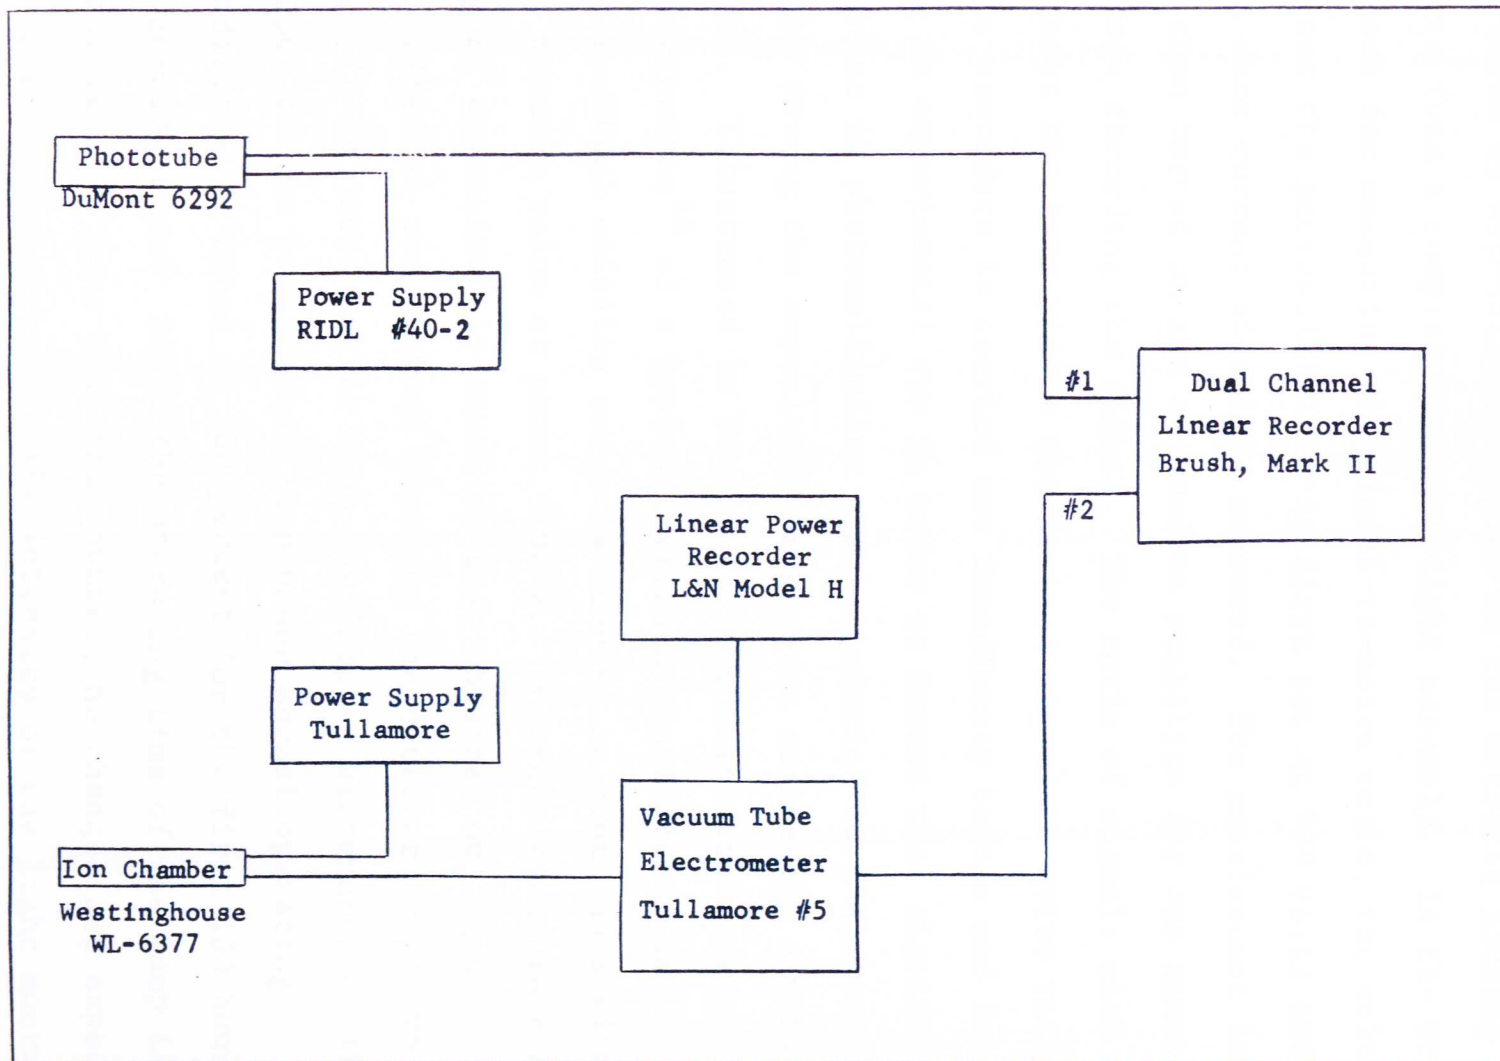 Phototube
DuMont 6292
Power Supply
RIDL #40-2
#1
Dual Channel
Linear Recorder
Brush, Mark II
#2
Linear Power
Recorder
L&N Model H
Power Supply
Tullamore
Vacuum Tube
Electrometer
Tullamore #5
Ion Chamber
Westinghouse
WL-6377